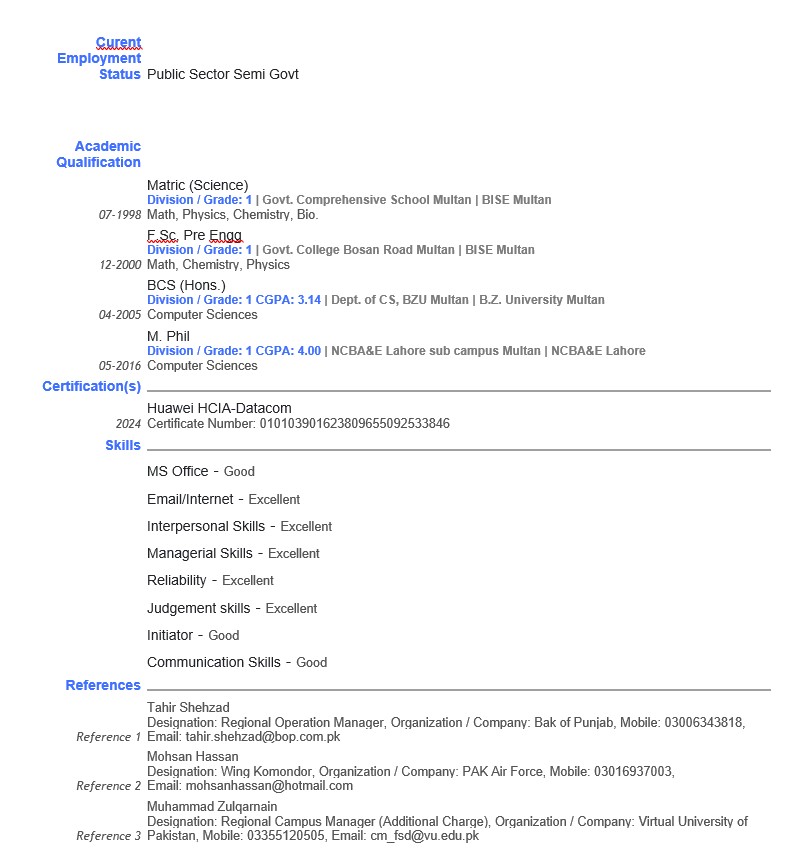 Curent
Employment
Status Public Sector Semi Govt
Academic
Qualification
Matric (Science)
Division / Grade: 1 | Govt. Comprehensive School Multan | BISE Multan
07-1998 Math, Physics, Chemistry, Bio.
F.Sc. Pre Engg
Division / Grade: 1 | Govt. College Bosan Road Multan | BISE Multan
12-2000 Math, Chemistry, Physics
BCS (Hons.)
Division / Grade: 1 CGPA: 3.14 | Dept. of CS, BZU Multan | B.Z. University Multan
04-2005 Computer Sciences
M. Phil
Division / Grade: 1 CGPA: 4.00 | NCBA&E Lahore sub campus Multan | NCBA&E Lahore
05-2016 Computer Sciences
Certification(s)
Huawei HCIA-Datacom
2024 Certificate Number: 010103901623809655092533846
Skills
MS Office - Good
Email/Internet - Excellent
Interpersonal Skills - Excellent
Managerial Skills - Excellent
Reliability - Excellent
Judgement skills - Excellent
Initiator - Good
Communication Skills - Good
References
Tahir Shehzad
Designation: Regional Operation Manager, Organization / Company: Bak of Punjab, Mobile: 03006343818,
Reference 1 Email: tahir.shehzad@bop.com.pk
Mohsan Hassan
Designation: Wing Komondor, Organization / Company: PAK Air Force, Mobile: 03016937003,
Reference 2 Email: mohsanhassan@hotmail.com
Muhammad Zulqarnain
Designation: Regional Campus Manager (Additional Charge), Organization / Company: Virtual University of
Reference 3 Pakistan, Mobile: 03355120505, Email: cm_fsd@vu.edu.pk